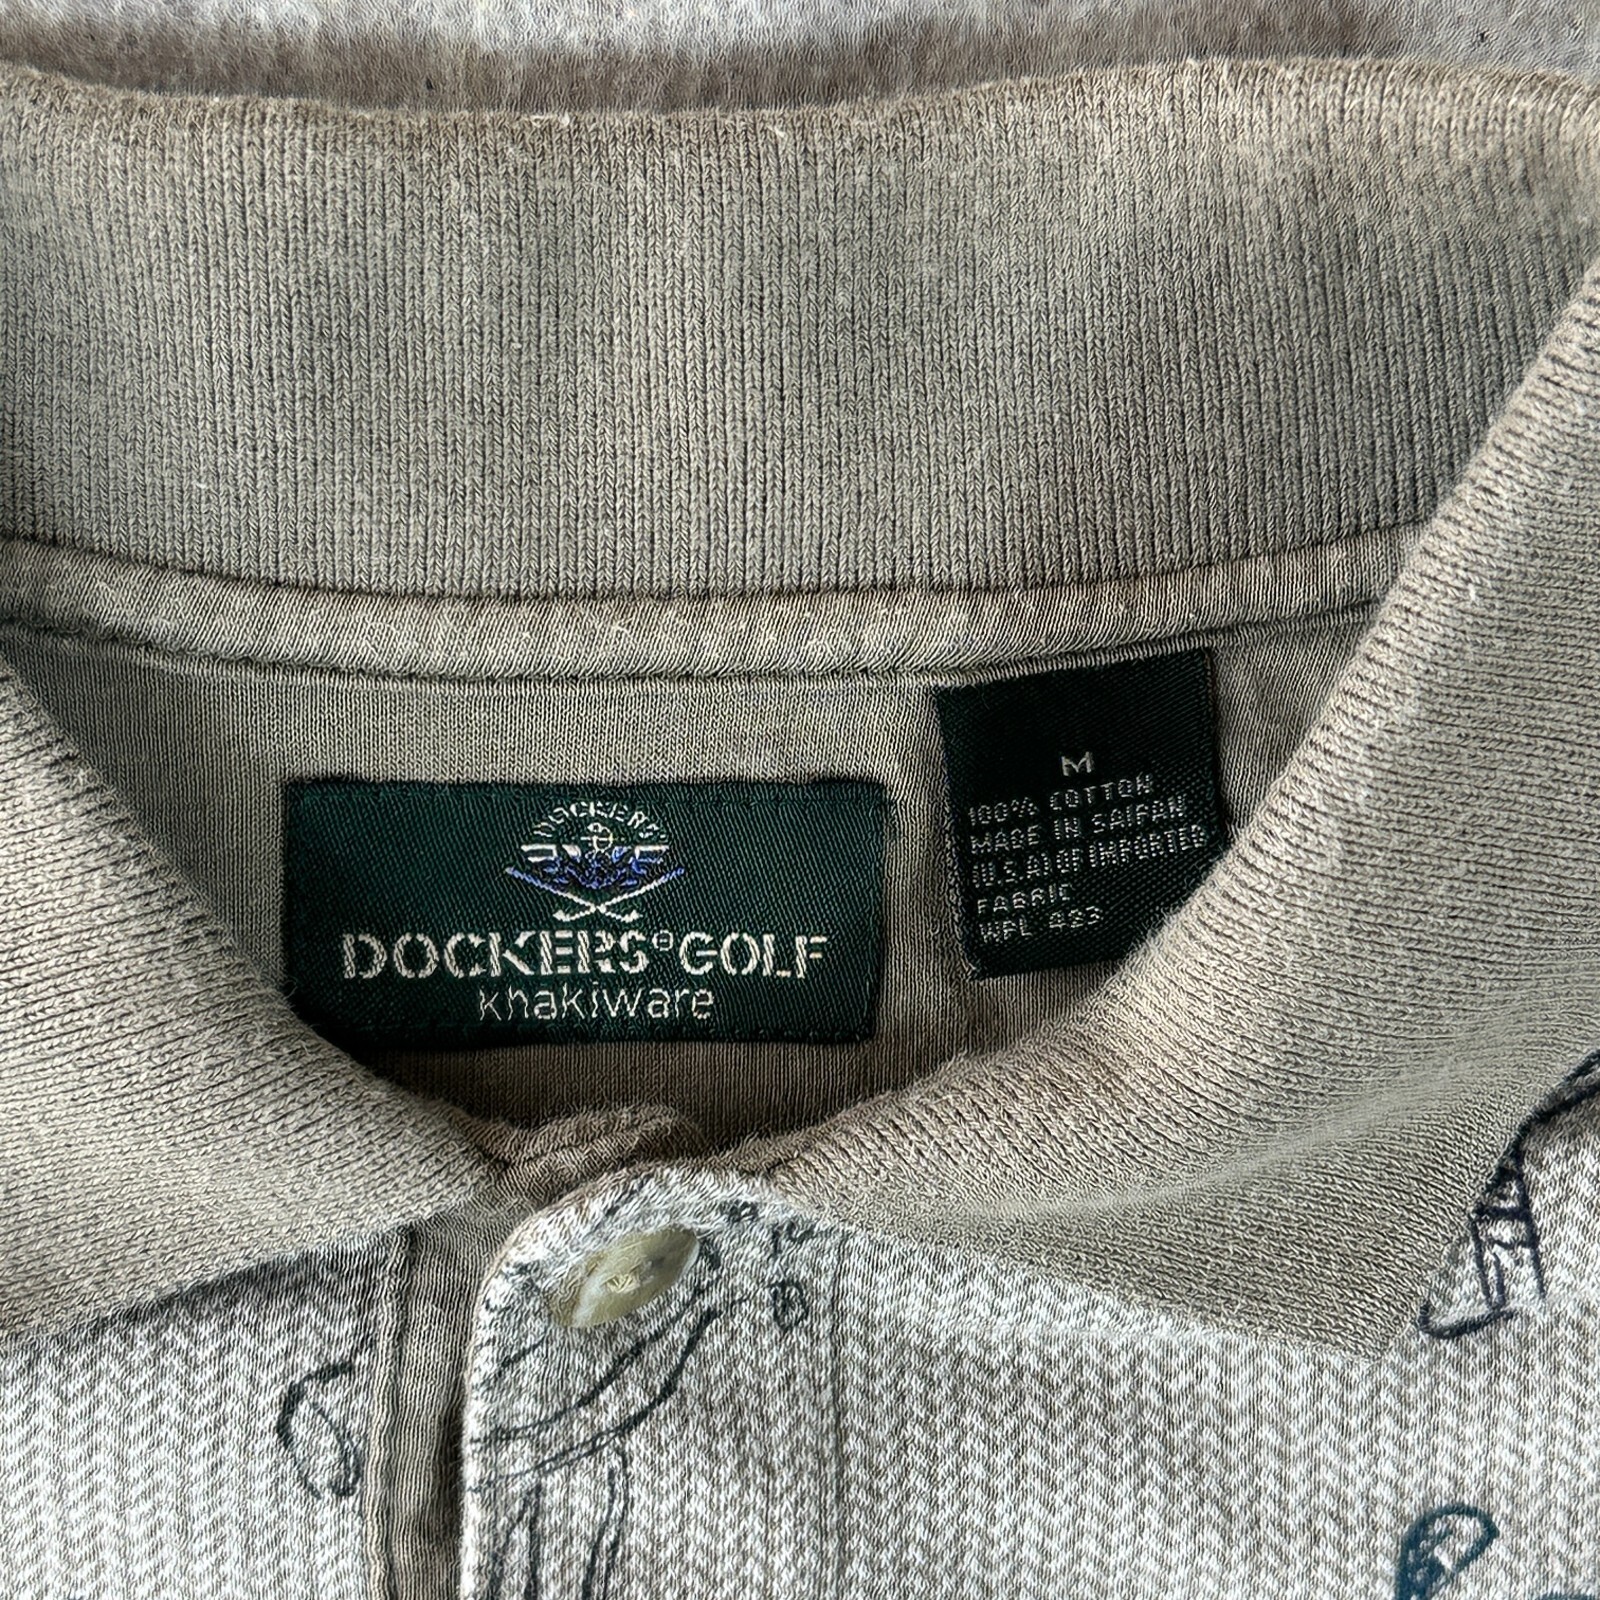 DOCKERS
DOCKERS® GOLF
khakiware
M
100% COTTON
MADE IN SAIPAN
(U.S.A) OF IMPORTED
FABRIC
WPL 423